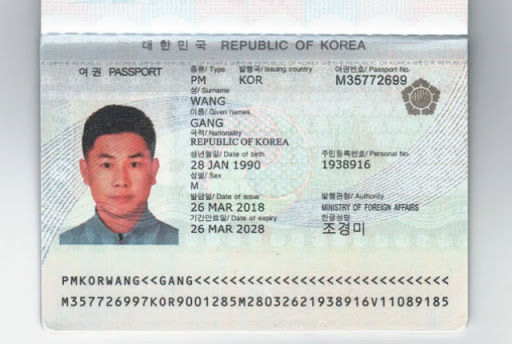 대한민국 REPUBLIC OF KOREA
여권 PASSPORT
종류/ Type 발행국/ Issuing country 여권번호/ Passport No.
PM KOR M35772699
성/ Surname
WANG
이름/ Given names
GANG
국적/ Nationality
REPUBLIC OF KOREA
생년월일/ Date of birth 주민등록번호/ Personal No.
28 JAN 1990 1938916
성별/ Sex
M
발급일/ Date of issue 발행관청/ Authority
26 MAR 2018 MINISTRY OF FOREIGN AFFAIRS
기간만료일/ Date of expiry 한글성명
26 MAR 2028 조경미
PMKORWANG<<GANG<<<<<<<<<<<<<<<<<<<<<<<<<<<<<
M357726997KOR9001285M28032621938916V11089185